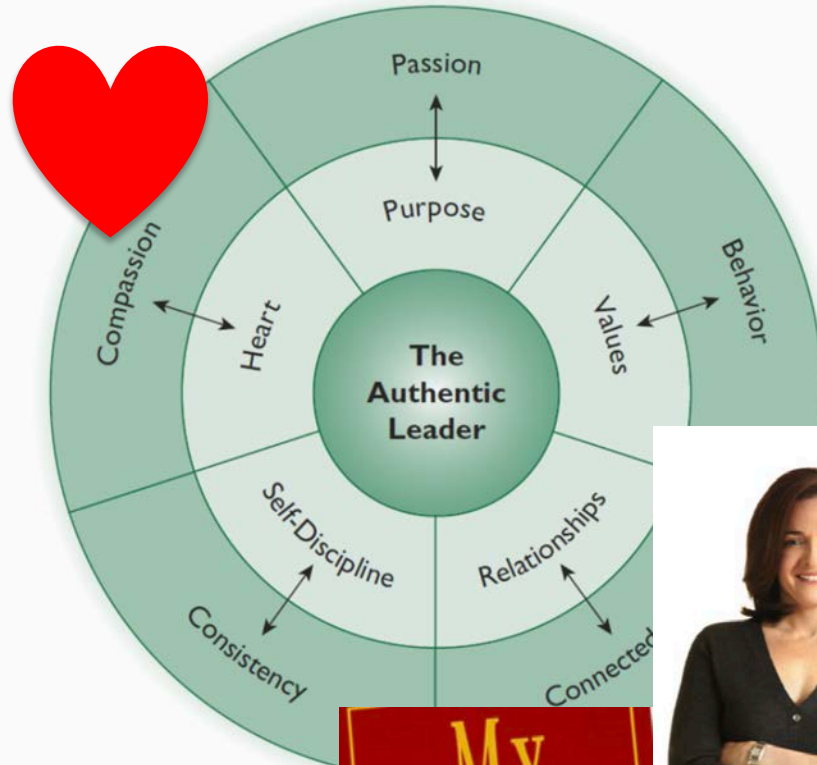 Passion
Purpose
Compassion
Heart
Behavior
Values
The
Authentic
Leader
Self-Discipline
Consistency
Relationships
Connected
My